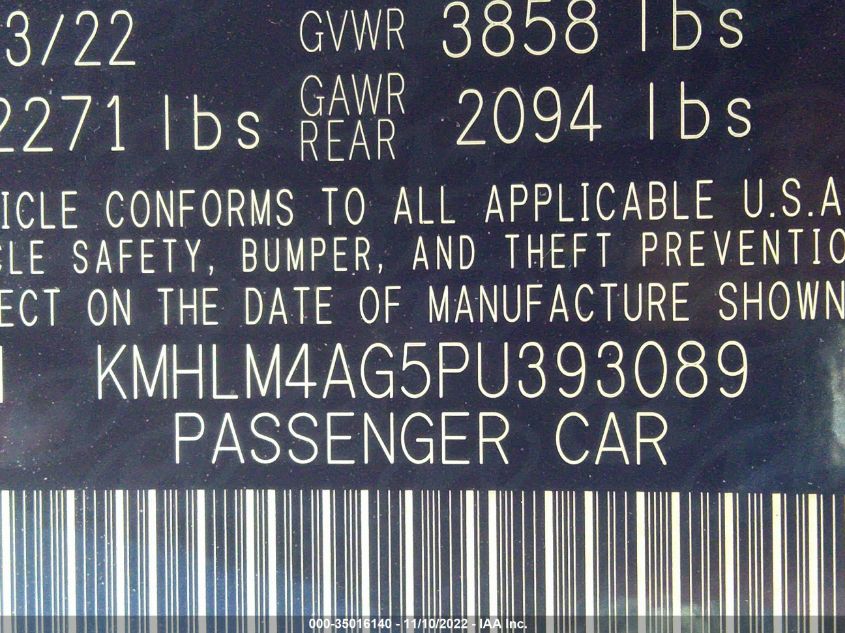 3/22 GVWR 3858 lbs
2271 lbs GAWR REAR 2094 lbs
ICLE CONFORMS TO ALL APPLICABLE U.S.A
CLE SAFETY, BUMPER, AND THEFT PREVENTIO
ECT ON THE DATE OF MANUFACTURE SHOWN
KMHLM4AG5PU393089
PASSENGER CAR
000-35016140 - 11/10/2022 - IAA Inc.